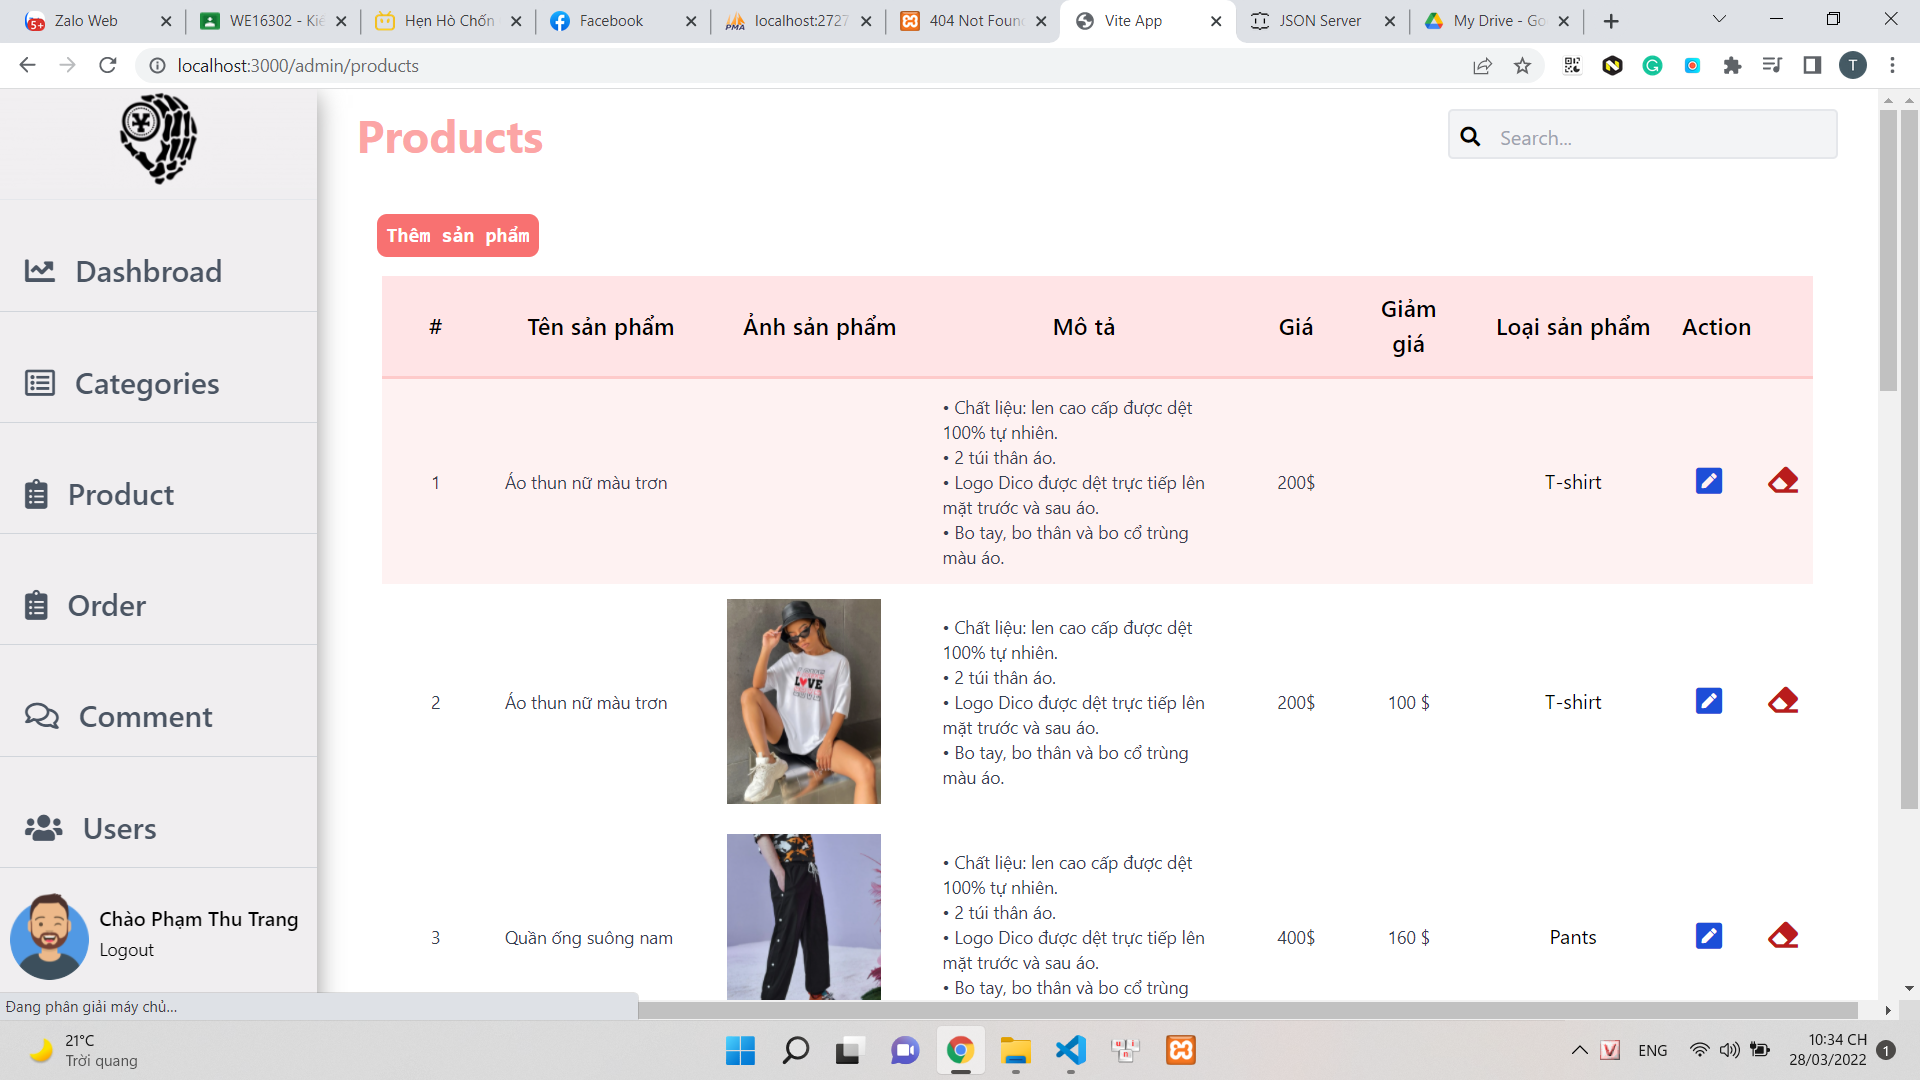 Zalo Web
WE16302 - Kiế
Hẹn Hò Chốn
Facebook
localhost:2727
404 Not Foun
Vite App
JSON Server
My Drive - Go
localhost:3000/admin/products
T
Products
Search...
Thêm sản phẩm
Dashbroad
Categories
Product
Order
Comment
Users
Chào Phạm Thu Trang
Logout
#
Tên sản phẩm
Ảnh sản phẩm
Mô tả
Giá
Giảm
giá
Loại sản phẩm
Action
1
Áo thun nữ màu trơn
• Chất liệu: len cao cấp được dệt
100% tự nhiên.
• 2 túi thân áo.
• Logo Dico được dệt trực tiếp lên
mặt trước và sau áo.
• Bo tay, bo thân và bo cổ trùng
màu áo.
200$
T-shirt
2
Áo thun nữ màu trơn
LOVE
• Chất liệu: len cao cấp được dệt
100% tự nhiên.
• 2 túi thân áo.
• Logo Dico được dệt trực tiếp lên
mặt trước và sau áo.
• Bo tay, bo thân và bo cổ trùng
màu áo.
200$
100 $
T-shirt
3
Quần ống suông nam
• Chất liệu: len cao cấp được dệt
100% tự nhiên.
• 2 túi thân áo.
• Logo Dico được dệt trực tiếp lên
mặt trước và sau áo.
• Bo tay, bo thân và bo cổ trùng
400$
160 $
Pants
Đang phân giải máy chủ...
21°C
Trời quang
ENG
10:34 CH
28/03/2022
1